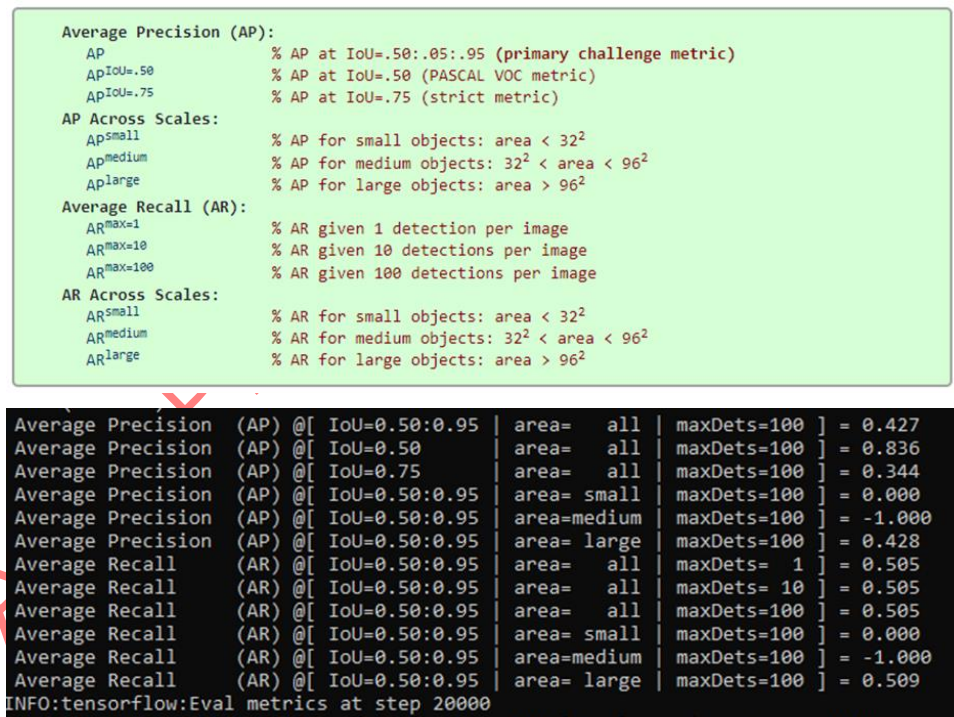 Average Precision (AP):
AP % AP at IoU=.50:.05:.95 (primary challenge metric)
AP^IoU=.50 % AP at IoU=.50 (PASCAL VOC metric)
AP^IoU=.75 % AP at IoU=.75 (strict metric)
AP Across Scales:
AP^small % AP for small objects: area < 32²
AP^medium % AP for medium objects: 32² < area < 96²
AP^large % AP for large objects: area > 96²
Average Recall (AR):
AR^max=1 % AR given 1 detection per image
AR^max=10 % AR given 10 detections per image
AR^max=100 % AR given 100 detections per image
AR Across Scales:
AR^small % AR for small objects: area < 32²
AR^medium % AR for medium objects: 32² < area < 96²
AR^large % AR for large objects: area > 96²
Average Precision (AP) @[ IoU=0.50:0.95 | area= all | maxDets=100 ] = 0.427
Average Precision (AP) @[ IoU=0.50 | area= all | maxDets=100 ] = 0.836
Average Precision (AP) @[ IoU=0.75 | area= all | maxDets=100 ] = 0.344
Average Precision (AP) @[ IoU=0.50:0.95 | area= small | maxDets=100 ] = 0.000
Average Precision (AP) @[ IoU=0.50:0.95 | area=medium | maxDets=100 ] = -1.000
Average Precision (AP) @[ IoU=0.50:0.95 | area= large | maxDets=100 ] = 0.428
Average Recall (AR) @[ IoU=0.50:0.95 | area= all | maxDets= 1 ] = 0.505
Average Recall (AR) @[ IoU=0.50:0.95 | area= all | maxDets= 10 ] = 0.505
Average Recall (AR) @[ IoU=0.50:0.95 | area= all | maxDets=100 ] = 0.505
Average Recall (AR) @[ IoU=0.50:0.95 | area= small | maxDets=100 ] = 0.000
Average Recall (AR) @[ IoU=0.50:0.95 | area=medium | maxDets=100 ] = -1.000
Average Recall (AR) @[ IoU=0.50:0.95 | area= large | maxDets=100 ] = 0.509
INFO:tensorflow:Eval metrics at step 20000